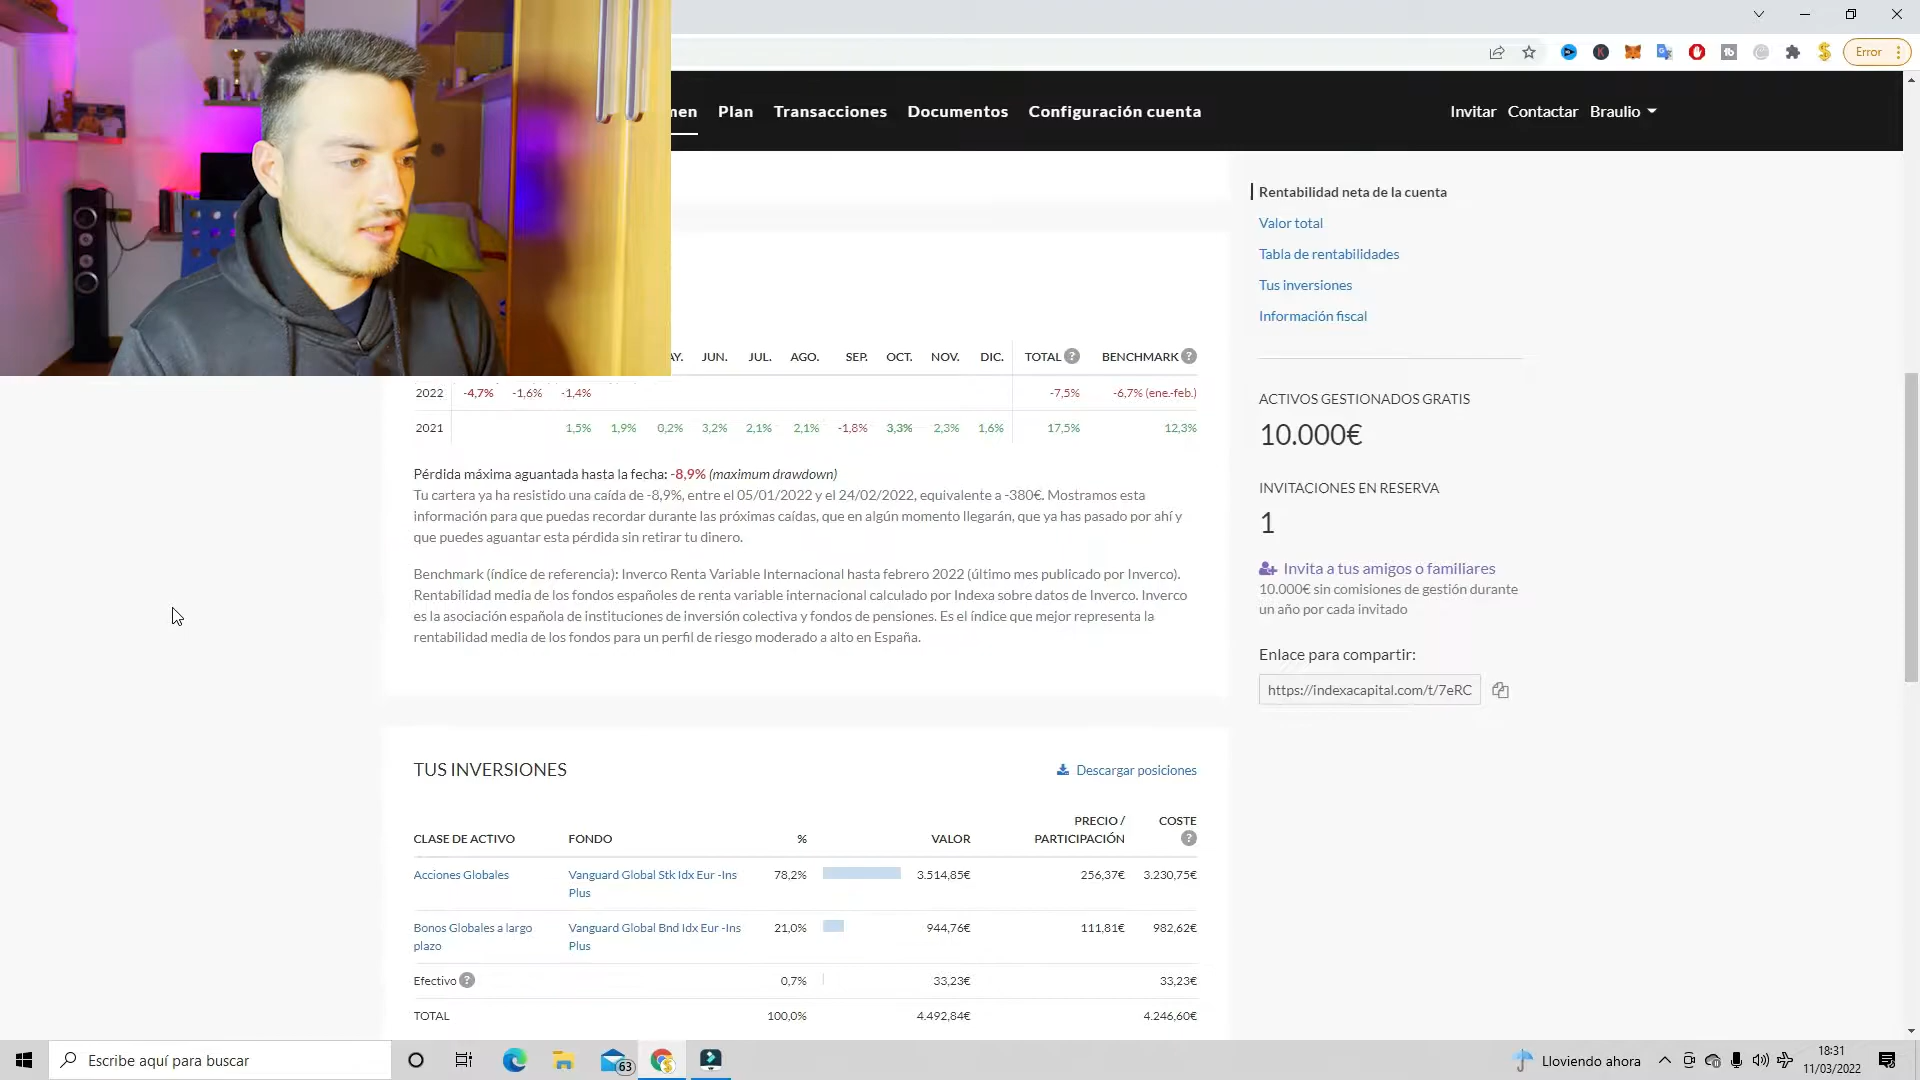 Error
men Plan Transacciones Documentos Configuración cuenta
Invitar Contactar Braulio
Rentabilidad neta de la cuenta
Valor total
Tabla de rentabilidades
Tus inversiones
Información fiscal
AY. JUN. JUL. AGO. SEP. OCT. NOV. DIC. TOTAL ? BENCHMARK ?
2022 -4,7% -1,6% -1,4% -7,5% -6,7% (ene.-feb.)
2021 1,5% 1,9% 0,2% 3,2% 2,1% 2,1% -1,8% 3,3% 2,3% 1,6% 17,5% 12,3%
Pérdida máxima aguantada hasta la fecha: -8,9% (maximum drawdown)
Tu cartera ya ha resistido una caída de -8,9%, entre el 05/01/2022 y el 24/02/2022, equivalente a -380€. Mostramos esta
información para que puedas recordar durante las próximas caídas, que en algún momento llegarán, que ya has pasado por ahí y
que puedes aguantar esta pérdida sin retirar tu dinero.
Benchmark (índice de referencia): Inverco Renta Variable Internacional hasta febrero 2022 (último mes publicado por Inverco).
Rentabilidad media de los fondos españoles de renta variable internacional calculado por Indexa sobre datos de Inverco. Inverco
es la asociación española de instituciones de inversión colectiva y fondos de pensiones. Es el índice que mejor representa la
rentabilidad media de los fondos para un perfil de riesgo moderado a alto en España.
ACTIVOS GESTIONADOS GRATIS
10.000€
INVITACIONES EN RESERVA
1
Invita a tus amigos o familiares
10.000€ sin comisiones de gestión durante
un año por cada invitado
Enlace para compartir:
https://indexacapital.com/t/7eRC
TUS INVERSIONES
Descargar posiciones
CLASE DE ACTIVO FONDO % VALOR PRECIO / PARTICIPACIÓN COSTE ?
Acciones Globales Vanguard Global Stk Idx Eur -Ins 78,2% 3.514,85€ 256,37€ 3.230,75€
Plus
Bonos Globales a largo Vanguard Global Bnd Idx Eur -Ins 21,0% 944,76€ 111,81€ 982,62€
plazo Plus
Efectivo ? 0,7% 33,23€ 33,23€
TOTAL 100,0% 4.492,84€ 4.246,60€
Escribe aquí para buscar
63
Lloviendo ahora
18:31
11/03/2022